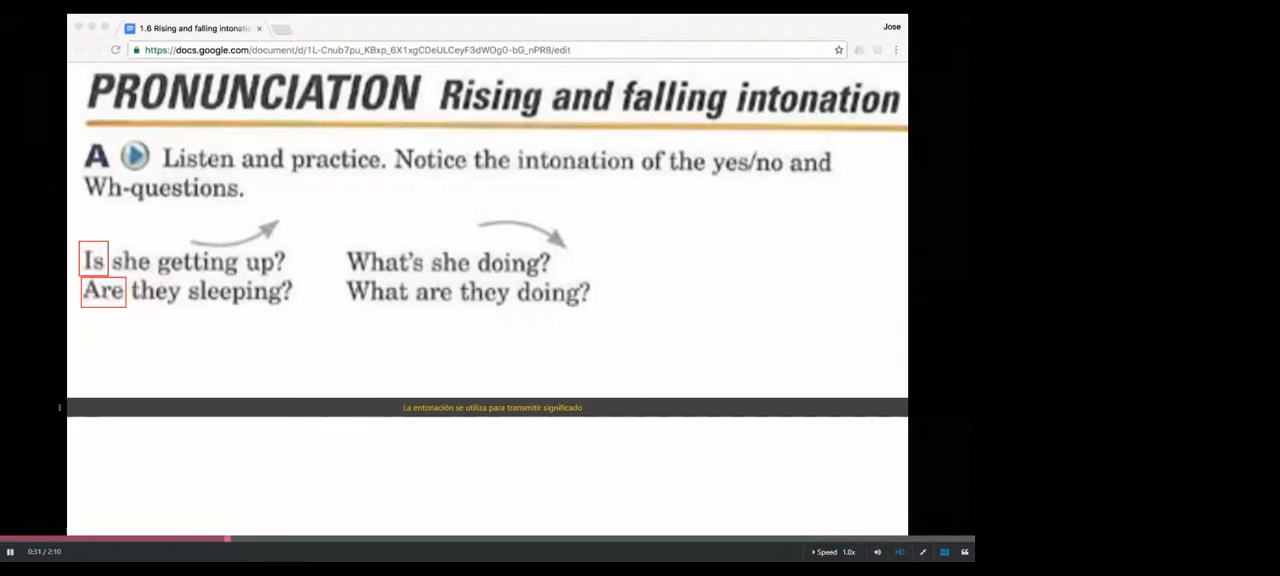 1.6 Rising and falling intonati
Jose
https://docs.google.com/document/d/1L-Cnub7pu_KBxp_6X1xgCDeULCeyF3dWOg0-bG_nPR8/edit
PRONUNCIATION Rising and falling intonation
A Listen and practice. Notice the intonation of the yes/no and
Wh-questions.
Is she getting up? What's she doing?
Are they sleeping? What are they doing?
La entonación se utiliza para transmitir significado
0:31 / 2:10
Speed 1.0x
HD